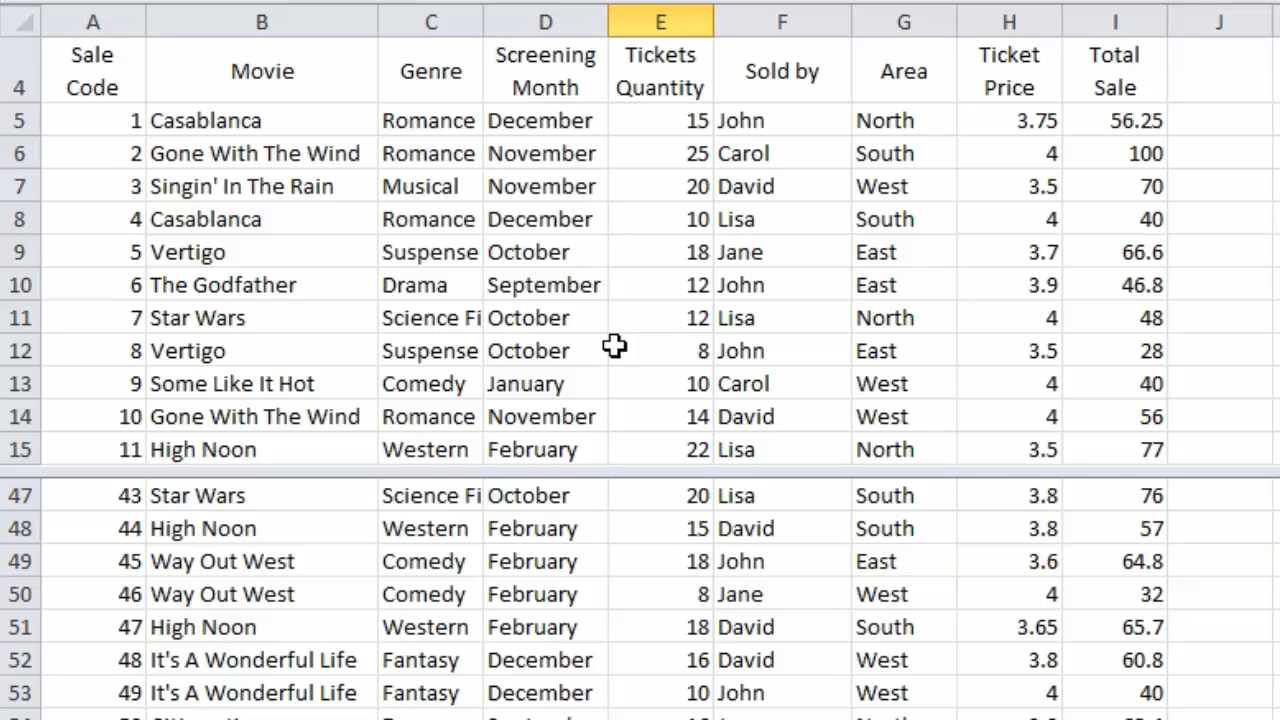 A B C D E F G H I J
4 Sale Code Movie Genre Screening Month Tickets Quantity Sold by Area Ticket Price Total Sale
5 1 Casablanca Romance December 15 John North 3.75 56.25
6 2 Gone With The Wind Romance November 25 Carol South 4 100
7 3 Singin' In The Rain Musical November 20 David West 3.5 70
8 4 Casablanca Romance December 10 Lisa South 4 40
9 5 Vertigo Suspense October 18 Jane East 3.7 66.6
10 6 The Godfather Drama September 12 John East 3.9 46.8
11 7 Star Wars Science Fi October 12 Lisa North 4 48
12 8 Vertigo Suspense October 8 John East 3.5 28
13 9 Some Like It Hot Comedy January 10 Carol West 4 40
14 10 Gone With The Wind Romance November 14 David West 4 56
15 11 High Noon Western February 22 Lisa North 3.5 77
47 43 Star Wars Science Fi October 20 Lisa South 3.8 76
48 44 High Noon Western February 15 David South 3.8 57
49 45 Way Out West Comedy February 18 John East 3.6 64.8
50 46 Way Out West Comedy February 8 Jane West 4 32
51 47 High Noon Western February 18 David South 3.65 65.7
52 48 It's A Wonderful Life Fantasy December 16 David West 3.8 60.8
53 49 It's A Wonderful Life Fantasy December 10 John West 4 40